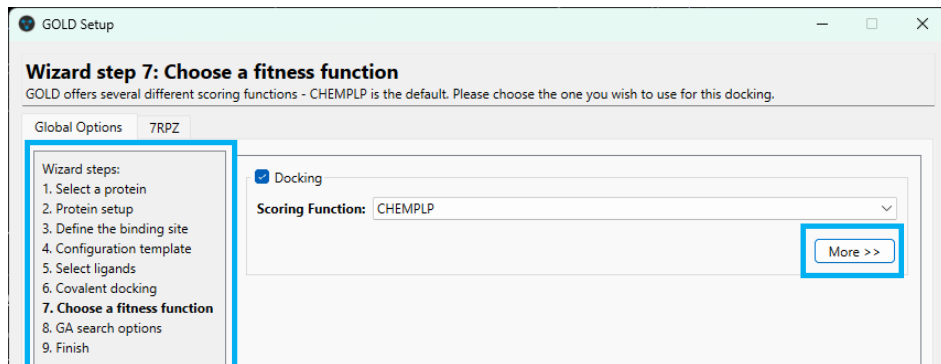 GOLD Setup
Wizard step 7: Choose a fitness function
GOLD offers several different scoring functions - CHEMPLP is the default. Please choose the one you wish to use for this docking.
Global Options 7RPZ
Wizard steps:
1. Select a protein
2. Protein setup
3. Define the binding site
4. Configuration template
5. Select ligands
6. Covalent docking
7. Choose a fitness function
8. GA search options
9. Finish
Docking
Scoring Function: CHEMPLP
More >>